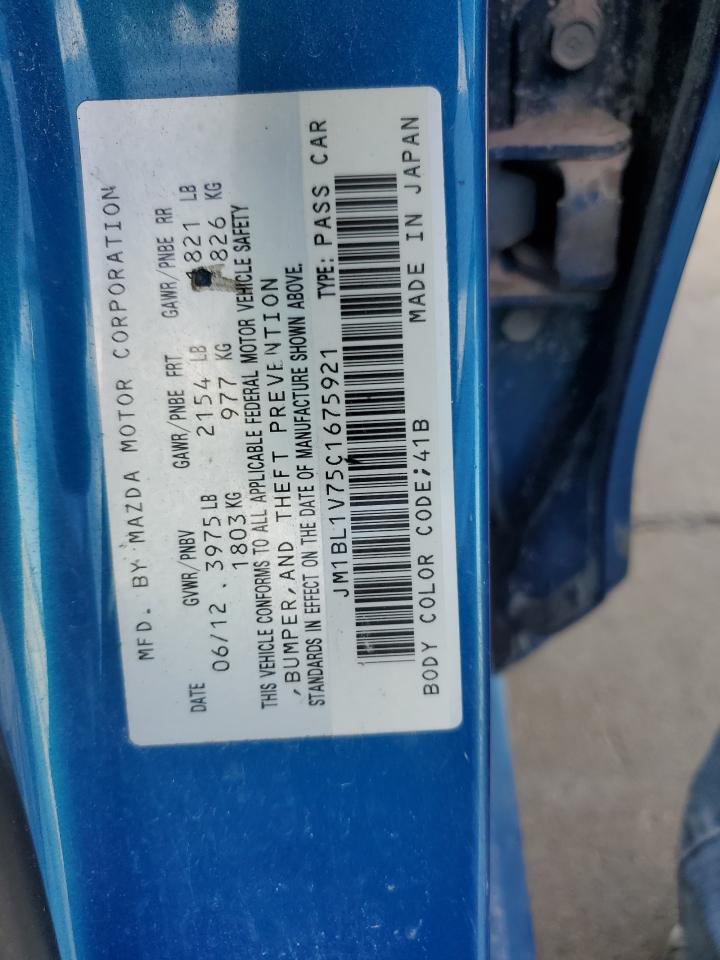 MFD. BY MAZDA MOTOR CORPORATION
DATE GVWR/PNBV GAWR/PNBE FRT GAWR/PNBE RR
06/12 3975 LB 2154 LB 1821 LB
1803 KG 977 KG 826 KG
THIS VEHICLE CONFORMS TO ALL APPLICABLE FEDERAL MOTOR VEHICLE SAFETY
,BUMPER,AND THEFT PREVENTION
STANDARDS IN EFFECT ON THE DATE OF MANUFACTURE SHOWN ABOVE.
JM1BL1V75C1675921 TYPE: PASS CAR
BODY COLOR CODE;41B MADE IN JAPAN